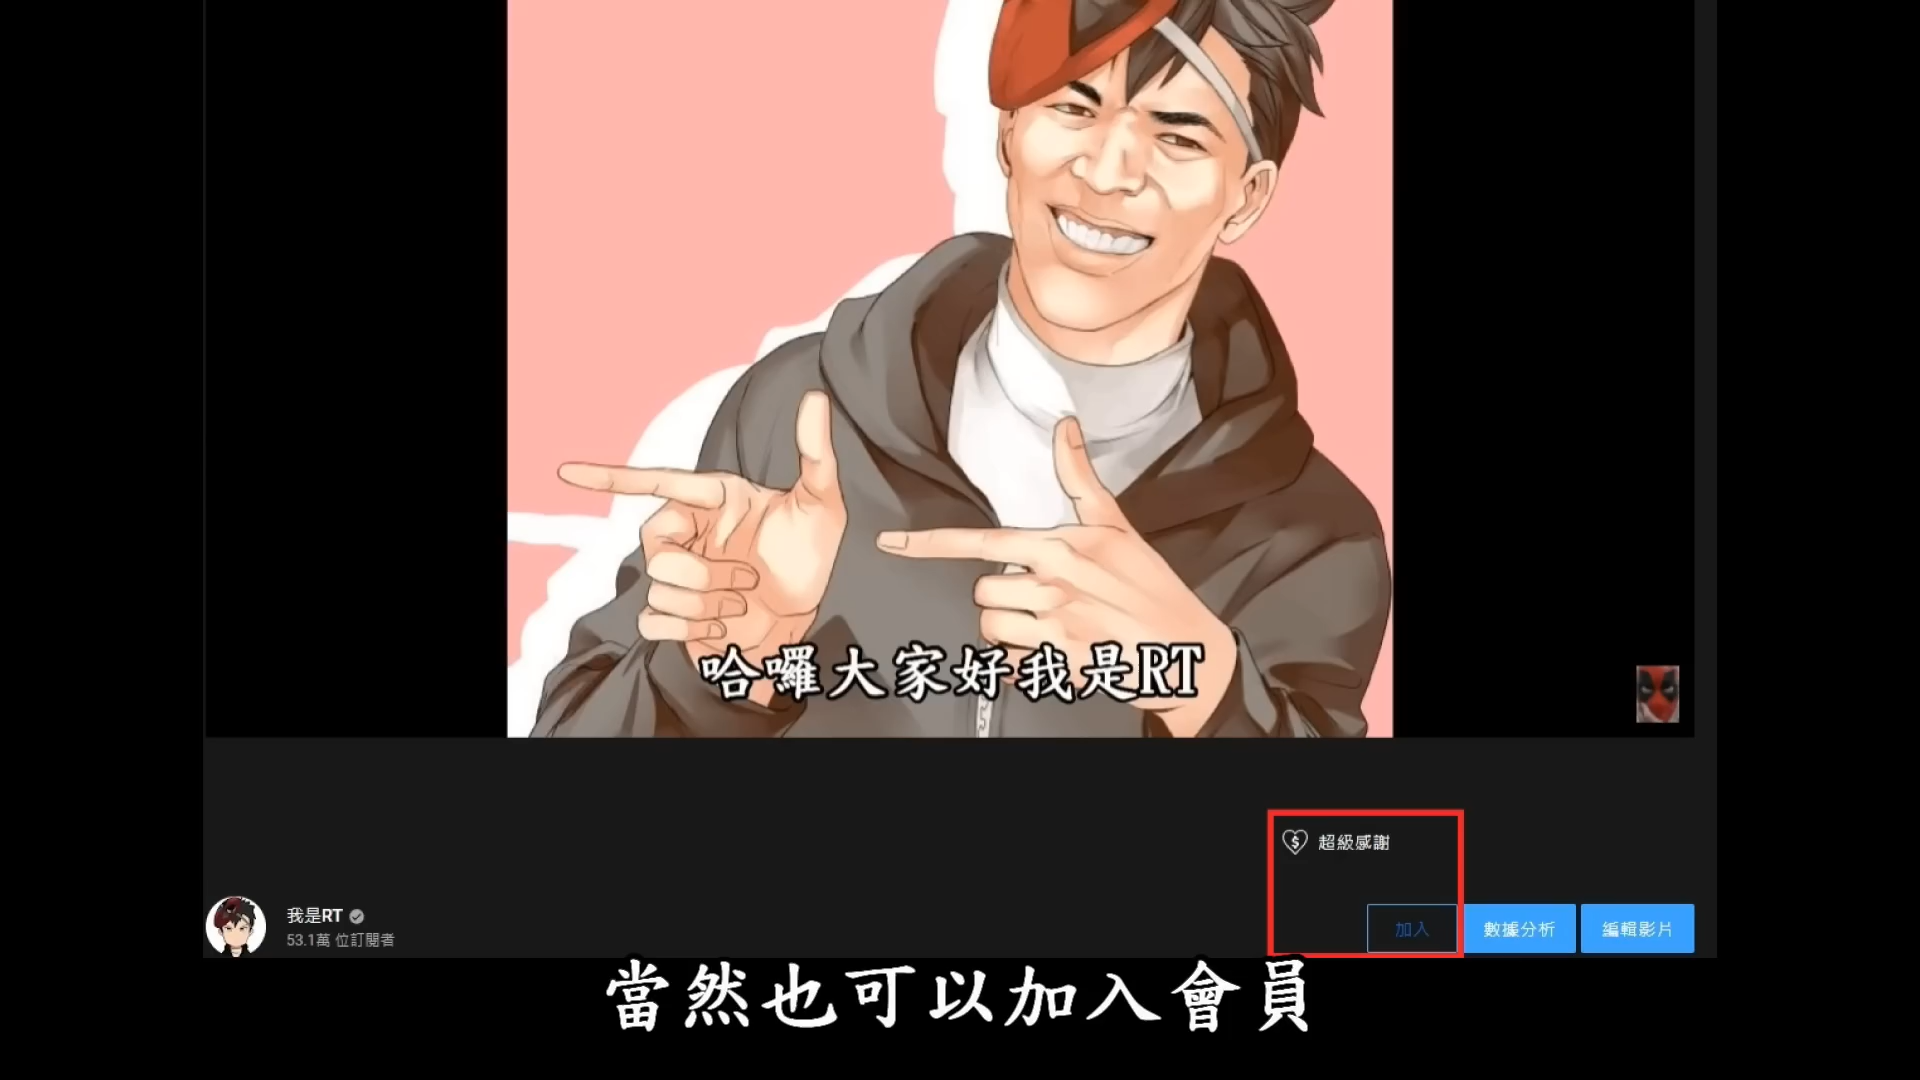 哈囉大家好我是RT
超級感謝
我是RT
53.1萬 位訂閱者
加入
數據分析
編輯影片
當然也可以加入會員